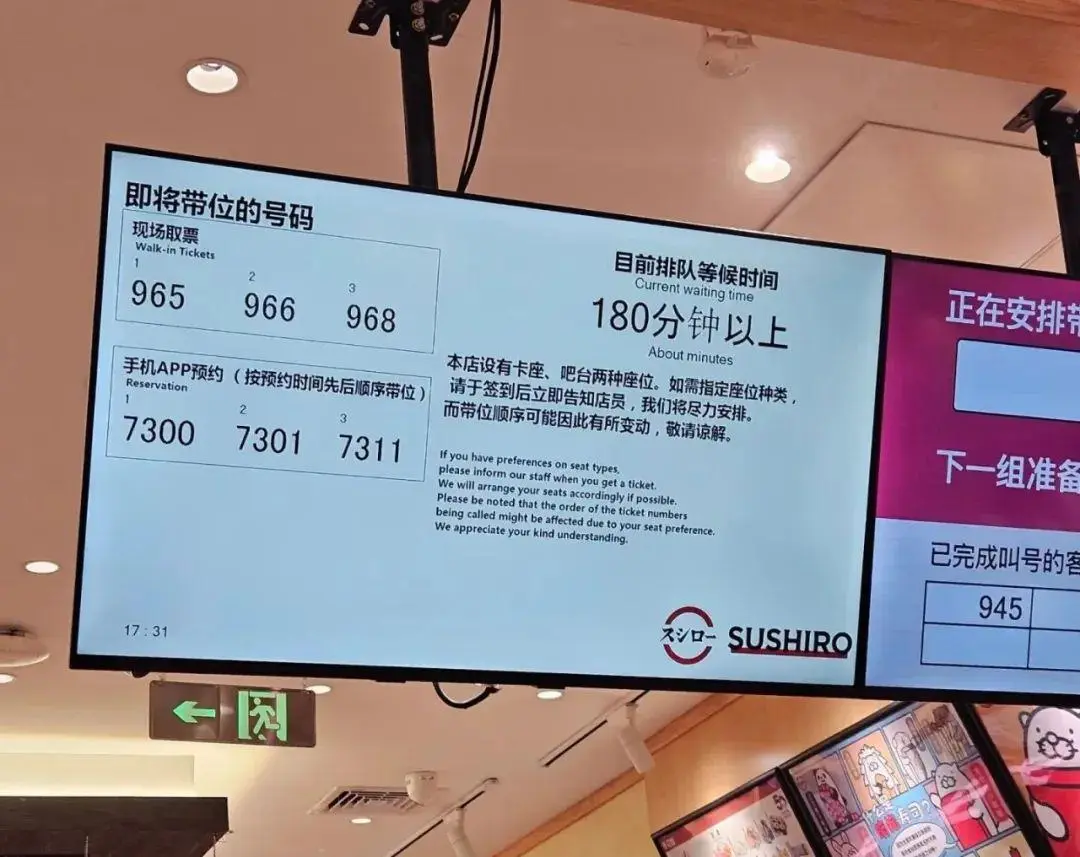 即将带位的号码
现场取票
Walk-in Tickets
1 2 3
965 966 968
手机APP预约（按预约时间先后顺序带位）
Reservation
1 2 3
7300 7301 7311
17:31
目前排队等候时间
Current waiting time
180分钟以上
About minutes
本店设有卡座、吧台两种座位。如需指定座位种类，
请于签到后立即告知店员，我们将尽力安排。
而带位顺序可能因此有所变动，敬请谅解。
If you have preferences on seat types,
please inform our staff when you get a ticket.
We will arrange your seats accordingly if possible.
Please be noted that the order of the ticket numbers
being called might be affected due to your seat preference.
We appreciate your kind understanding.
スシロー SUSHIRO
正在安排带
下一组准备
已完成叫号的客
945